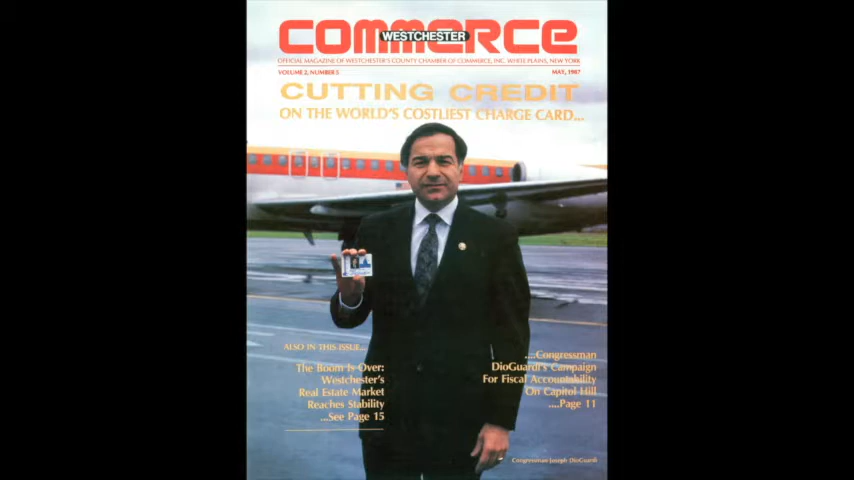 COMMERCE
WESTCHESTER
OFFICIAL MAGAZINE OF WESTCHESTER'S COUNTY CHAMBER OF COMMERCE, INC. WHITE PLAINS, NEW YORK
VOLUME 2, NUMBER 5 MAY, 1987
CUTTING CREDIT
ON THE WORLD'S COSTLIEST CHARGE CARD...
ALSO IN THIS ISSUE...
The Boom Is Over:
Westchester's
Real Estate Market
Reaches Stability
...See Page 15
....Congressman
DioGuardi's Campaign
For Fiscal Accountability
On Capitol Hill
....Page 11
Congressman Joseph DioGuardi